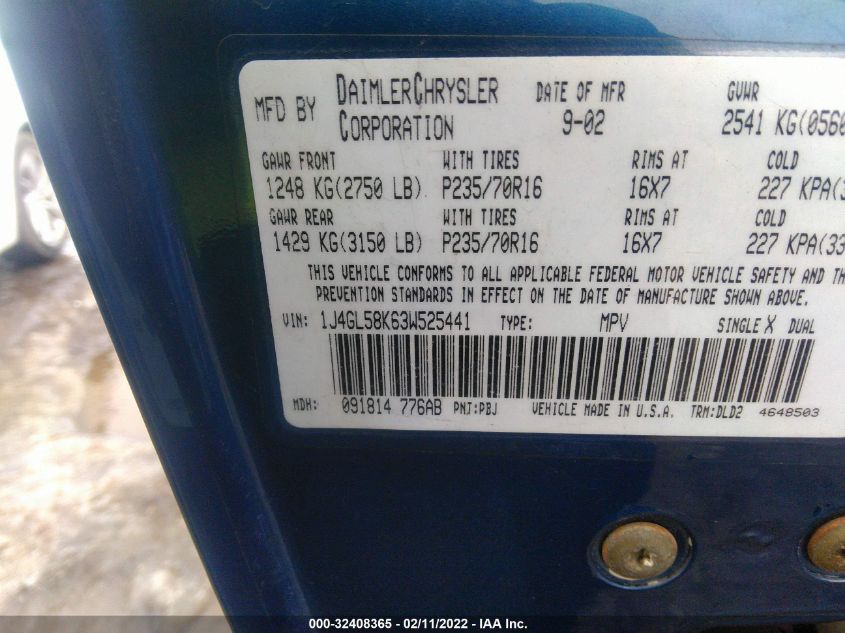 MFD BY DAIMLERCHRYSLER CORPORATION DATE OF MFR 9-02 GVWR 2541 KG(0560
GAWR FRONT WITH TIRES RIMS AT COLD
1248 KG(2750 LB) P235/70R16 16X7 227 KPA(3
GAWR REAR WITH TIRES RIMS AT COLD
1429 KG(3150 LB) P235/70R16 16X7 227 KPA(33
THIS VEHICLE CONFORMS TO ALL APPLICABLE FEDERAL MOTOR VEHICLE SAFETY AND THE
PREVENTION STANDARDS IN EFFECT ON THE DATE OF MANUFACTURE SHOWN ABOVE.
VIN: 1J4GL58K63W525441 TYPE: MPV SINGLE X DUAL
MDH: 091814 776AB PNT:PBJ VEHICLE MADE IN U.S.A. TRM:DLD2 4648503
000-32408365 - 02/11/2022 - IAA Inc.